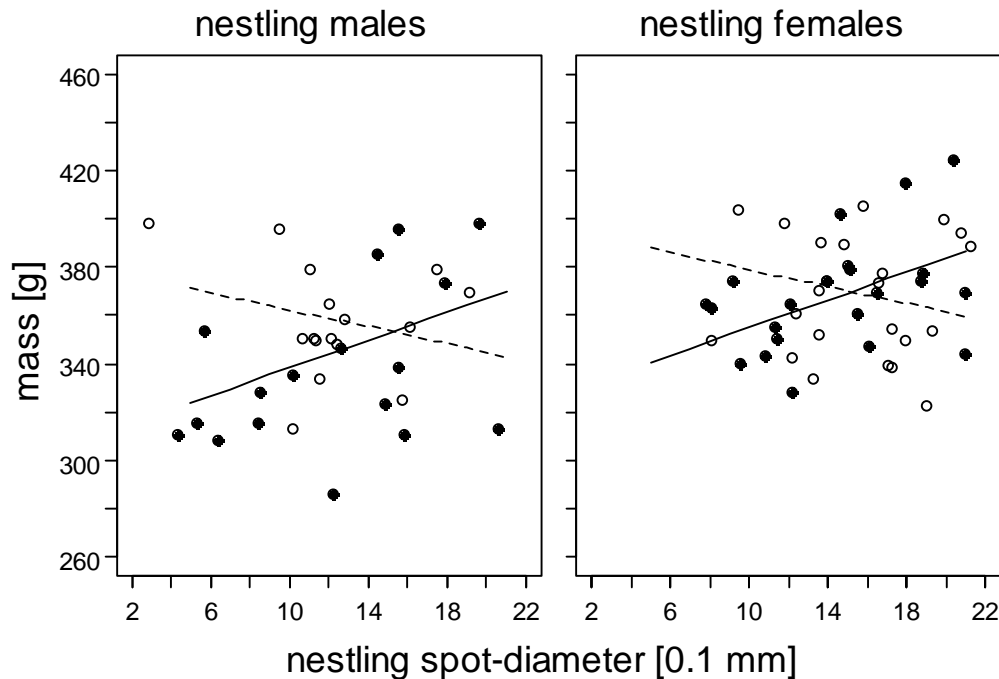 nestling males
nestling females
mass [g]
460
420
380
340
300
260
2 6 10 14 18 22
2 6 10 14 18 22
nestling spot-diameter [0.1 mm]